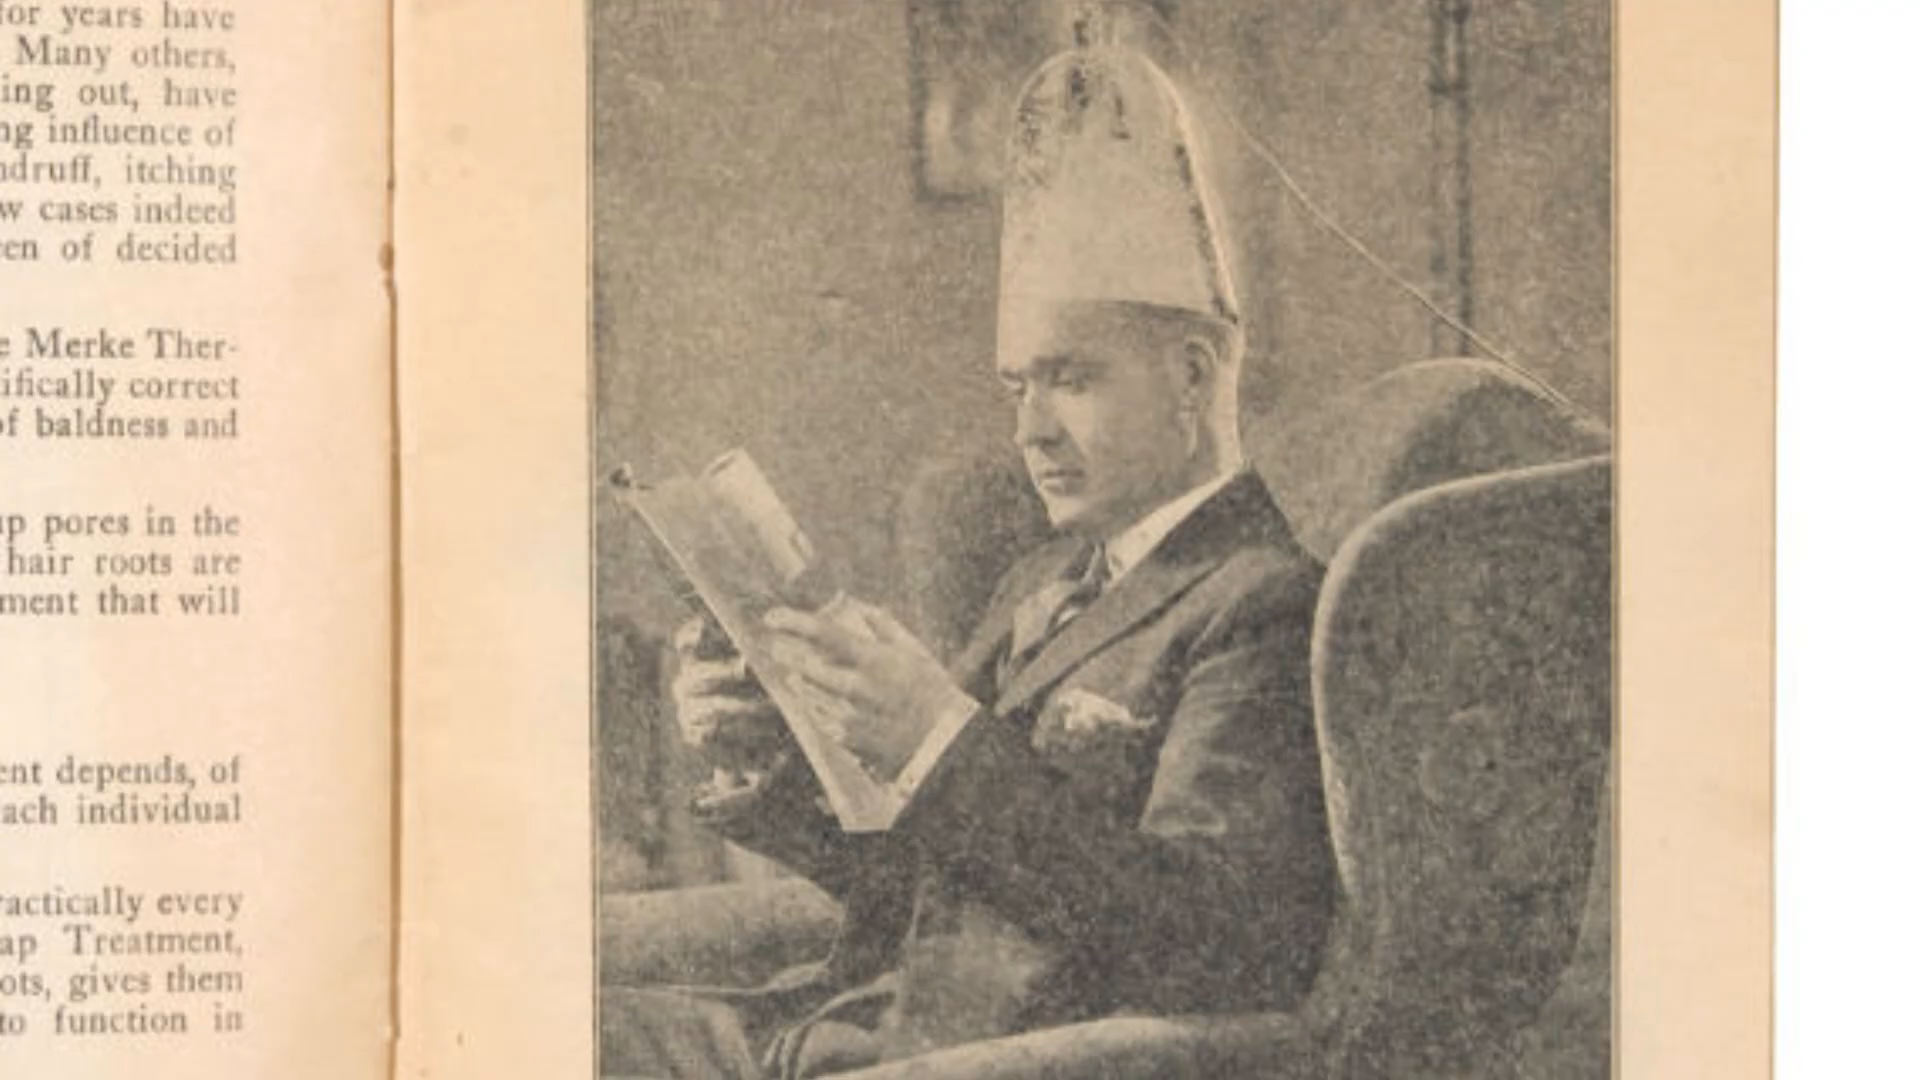 for years have
Many others,
ing out, have
ng influence of
ndruff, itching
w cases indeed
en of decided
e Merke Ther-
ifically correct
of baldness and
up pores in the
hair roots are
ment that will
ent depends, of
ach individual
ractically every
ap Treatment,
ots, gives them
to function in